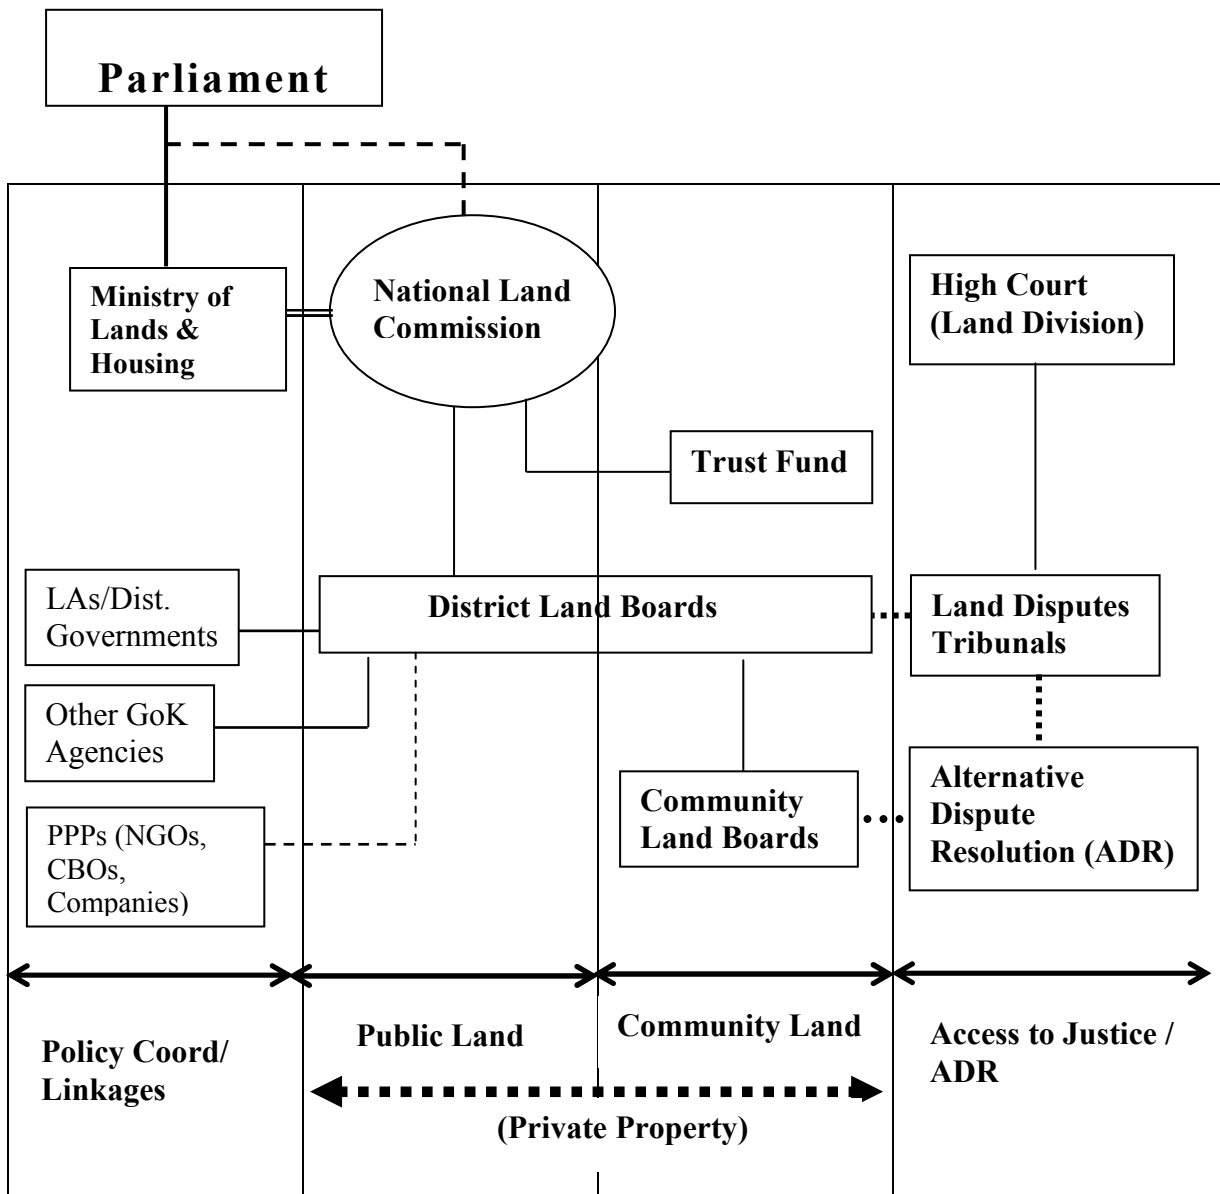 Parliament
Ministry of
Lands &
Housing
National Land
Commission
High Court
(Land Division)
Trust Fund
LAs/Dist.
Governments
District Land Boards
Land Disputes
Tribunals
Other GoK
Agencies
Community
Land Boards
Alternative
Dispute
Resolution (ADR)
PPPs (NGOs,
CBOs,
Companies)
Policy Coord/
Linkages
Public Land
Community Land
Access to Justice /
ADR
(Private Property)